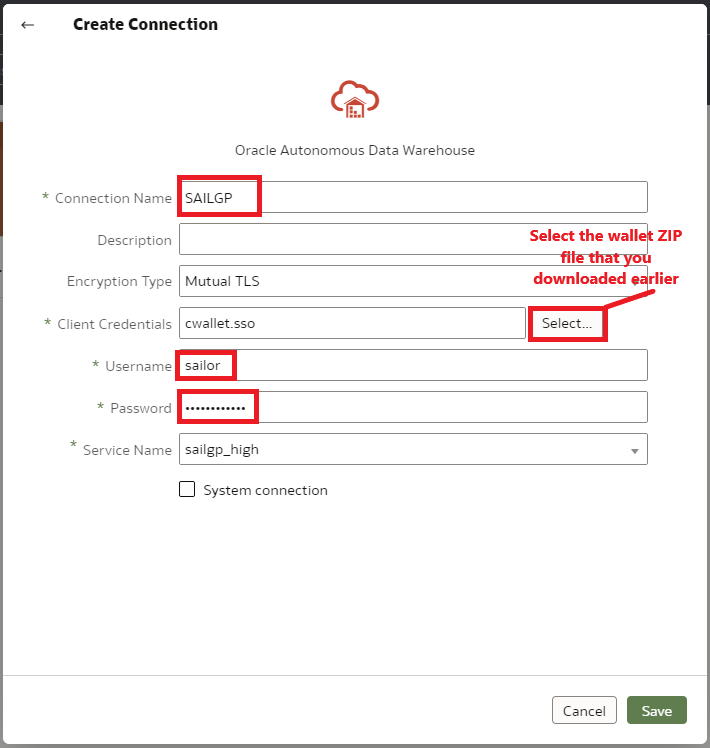 ← Create Connection
Oracle Autonomous Data Warehouse
* Connection Name SAILGP
Description
Select the wallet ZIP
file that you
downloaded earlier
Encryption Type Mutual TLS
* Client Credentials cwallet.sso Select...
* Username sailor
* Password ••••••••••••
* Service Name sailgp_high
System connection
Cancel Save